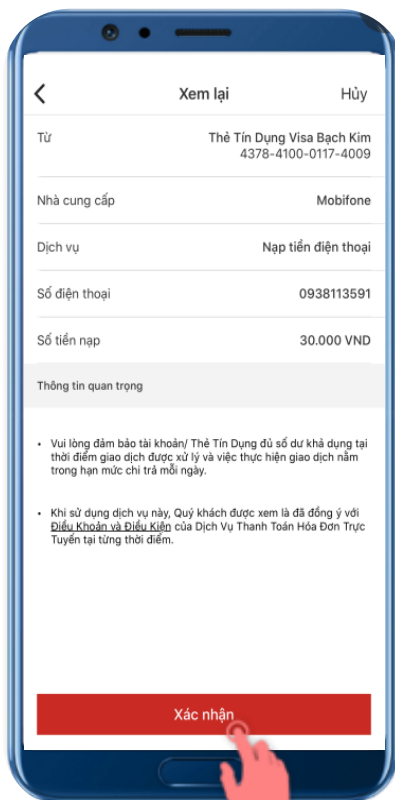 Xem lại Hủy
Từ Thẻ Tín Dụng Visa Bạch Kim
4378-4100-0117-4009
Nhà cung cấp Mobifone
Dịch vụ Nạp tiền điện thoại
Số điện thoại 0938113591
Số tiền nạp 30.000 VND
Thông tin quan trọng
• Vui lòng đảm bảo tài khoản/ Thẻ Tín Dụng đủ số dư khả dụng tại
thời điểm giao dịch được xử lý và việc thực hiện giao dịch nằm
trong hạn mức chi trả mỗi ngày.
• Khi sử dụng dịch vụ này, Quý khách được xem là đã đồng ý với
Điều Khoản và Điều Kiện của Dịch Vụ Thanh Toán Hóa Đơn Trực
Tuyến tại từng thời điểm.
Xác nhận